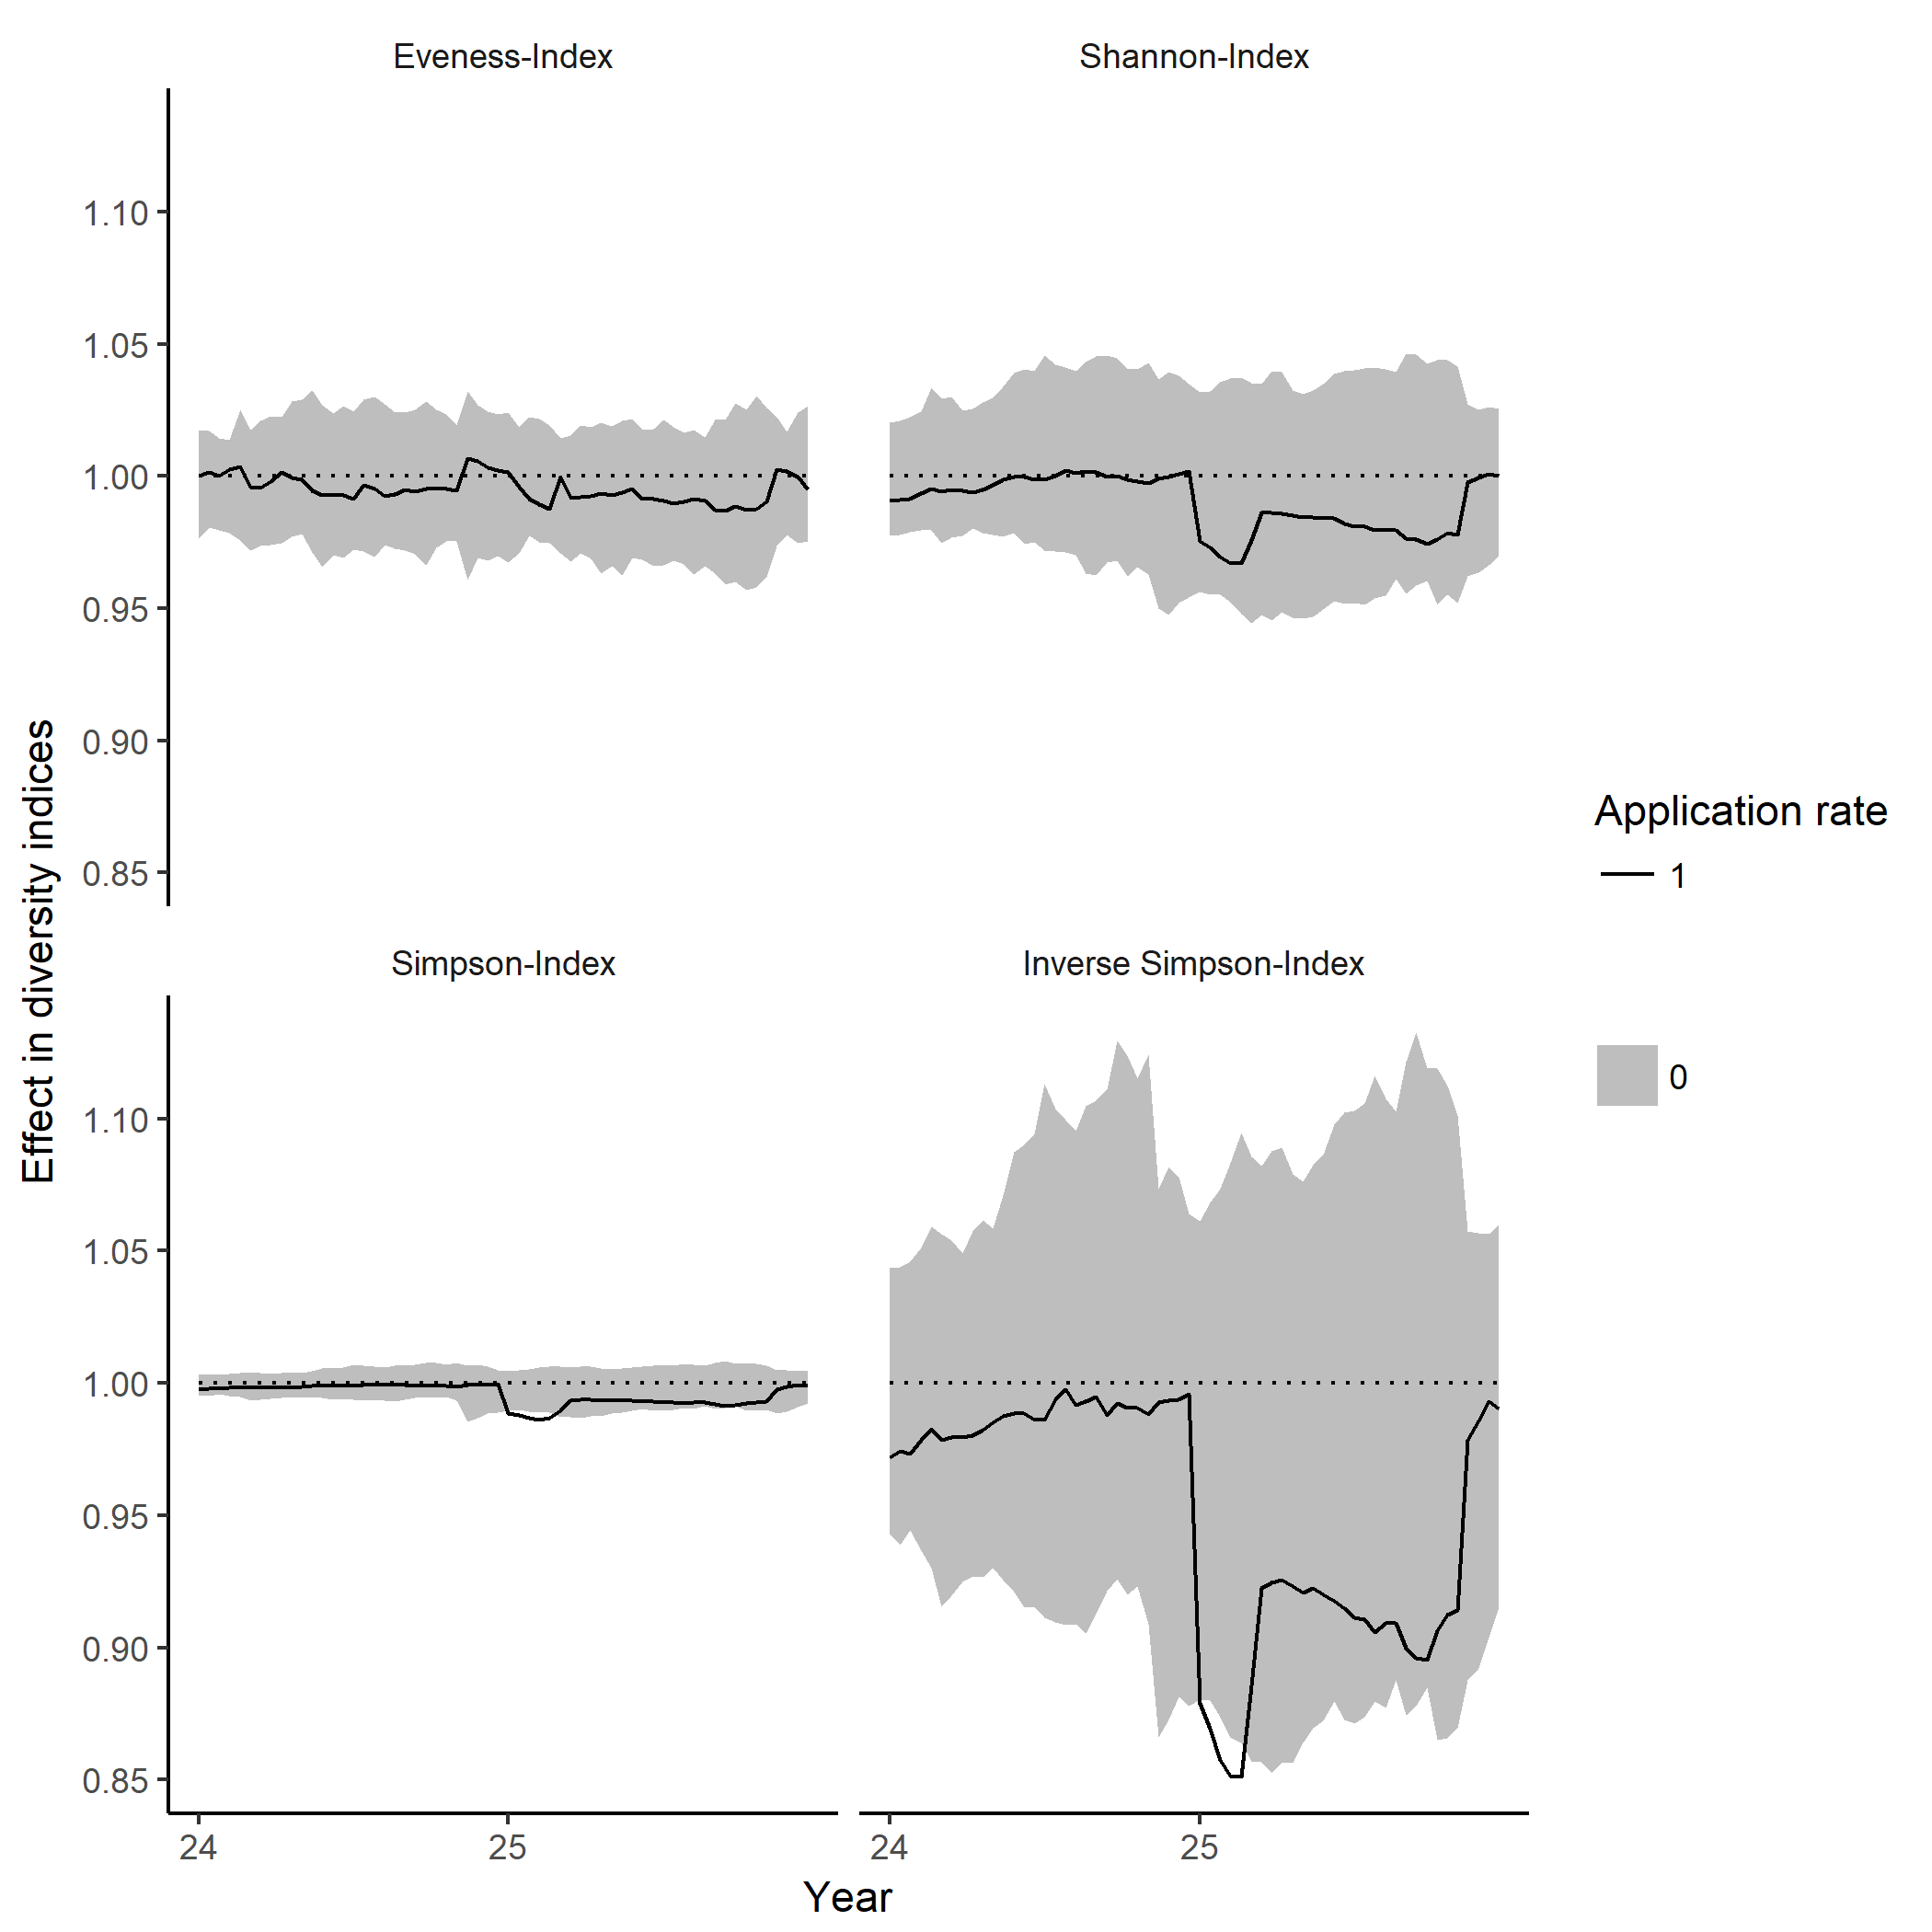 Eveness-Index
Shannon-Index
1.10
1.05
1.00
0.95
0.90
0.85
Effect in diversity indices
Simpson-Index
Inverse Simpson-Index
1.10
1.05
1.00
0.95
0.90
0.85
24
25
24
25
Year
Application rate
1
0